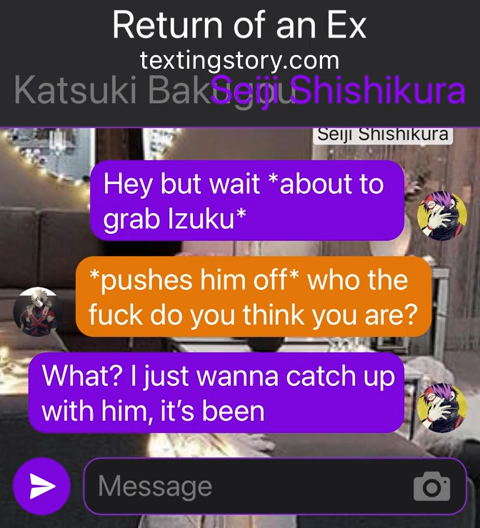 Return of an Ex
textingstory.com
Katsuki Bakugou Seiji Shishikura
Seiji Shishikura
Hey but wait *about to
grab Izuku*
*pushes him off* who the
fuck do you think you are?
What? I just wanna catch up
with him, it's been
Message